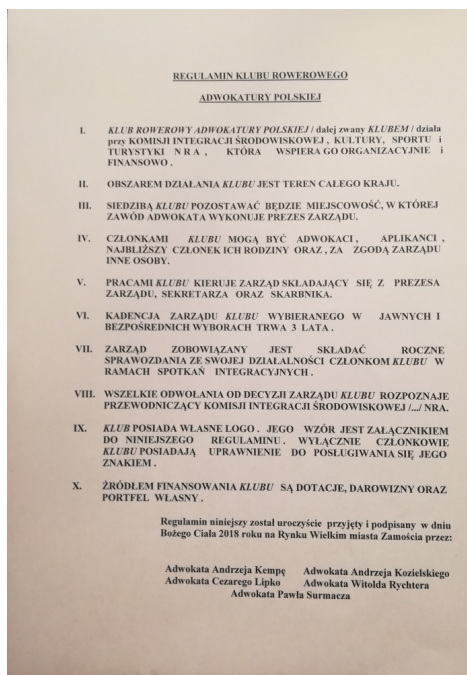 REGULAMIN KLUBU ROWEROWEGO
ADWOKATURY POLSKIEJ
I. KLUB ROWEROWY ADWOKATURY POLSKIEJ / dalej zwany KLUBEM / działa
przy KOMISJI INTEGRACJI ŚRODOWISKOWEJ , KULTURY, SPORTU i
TURYSTYKI N R A , KTÓRA WSPIERA GO ORGANIZACYJNIE i
FINANSOWO .
II. OBSZAREM DZIAŁANIA KLUBU JEST TEREN CAŁEGO KRAJU.
III. SIEDZIBĄ KLUBU POZOSTAWAĆ BĘDZIE MIEJSCOWOŚĆ, W KTÓREJ
ZAWÓD ADWOKATA WYKONUJE PREZES ZARZĄDU.
IV. CZŁONKAMI KLUBU MOGĄ BYĆ ADWOKACI , APLIKANCI ,
NAJBLIŻSZY CZŁONEK ICH RODZINY ORAZ , ZA ZGODĄ ZARZĄDU
INNE OSOBY.
V. PRACAMI KLUBU KIERUJE ZARZĄD SKŁADAJĄCY SIĘ Z PREZESA
ZARZĄDU, SEKRETARZA ORAZ SKARBNIKA.
VI. KADENCJA ZARZĄDU KLUBU WYBIERANEGO W JAWNYCH I
BEZPOŚREDNICH WYBORACH TRWA 3 LATA .
VII. ZARZĄD ZOBOWIĄZANY JEST SKŁADAĆ ROCZNE
SPRAWOZDANIA ZE SWOJEJ DZIAŁALNOŚCI CZŁONKOM KLUBU W
RAMACH SPOTKAŃ INTEGRACYJNYCH .
VIII. WSZELKIE ODWOŁANIA OD DECYZJI ZARZĄDU KLUBU ROZPOZNAJE
PRZEWODNICZĄCY KOMISJI INTEGRACJI ŚRODOWISKOWEJ /.../ NRA.
IX. KLUB POSIADA WŁASNE LOGO . JEGO WZÓR JEST ZAŁĄCZNIKIEM
DO NINIEJSZEGO REGULAMINU . WYŁĄCZNIE CZŁONKOWIE
KLUBU POSIADAJĄ UPRAWNIENIE DO POSŁUGIWANIA SIĘ JEGO
ZNAKIEM .
X. ŹRÓDŁEM FINANSOWANIA KLUBU SĄ DOTACJE, DAROWIZNY ORAZ
PORTFEL WŁASNY .
Regulamin niniejszy został uroczyście przyjęty i podpisany w dniu
Bożego Ciała 2018 roku na Rynku Wielkim miasta Zamościa przez:
Adwokata Andrzeja Kempę Adwokata Andrzeja Kozielskiego
Adwokata Cezarego Lipko Adwokata Witolda Rychtera
Adwokata Pawła Surmacza